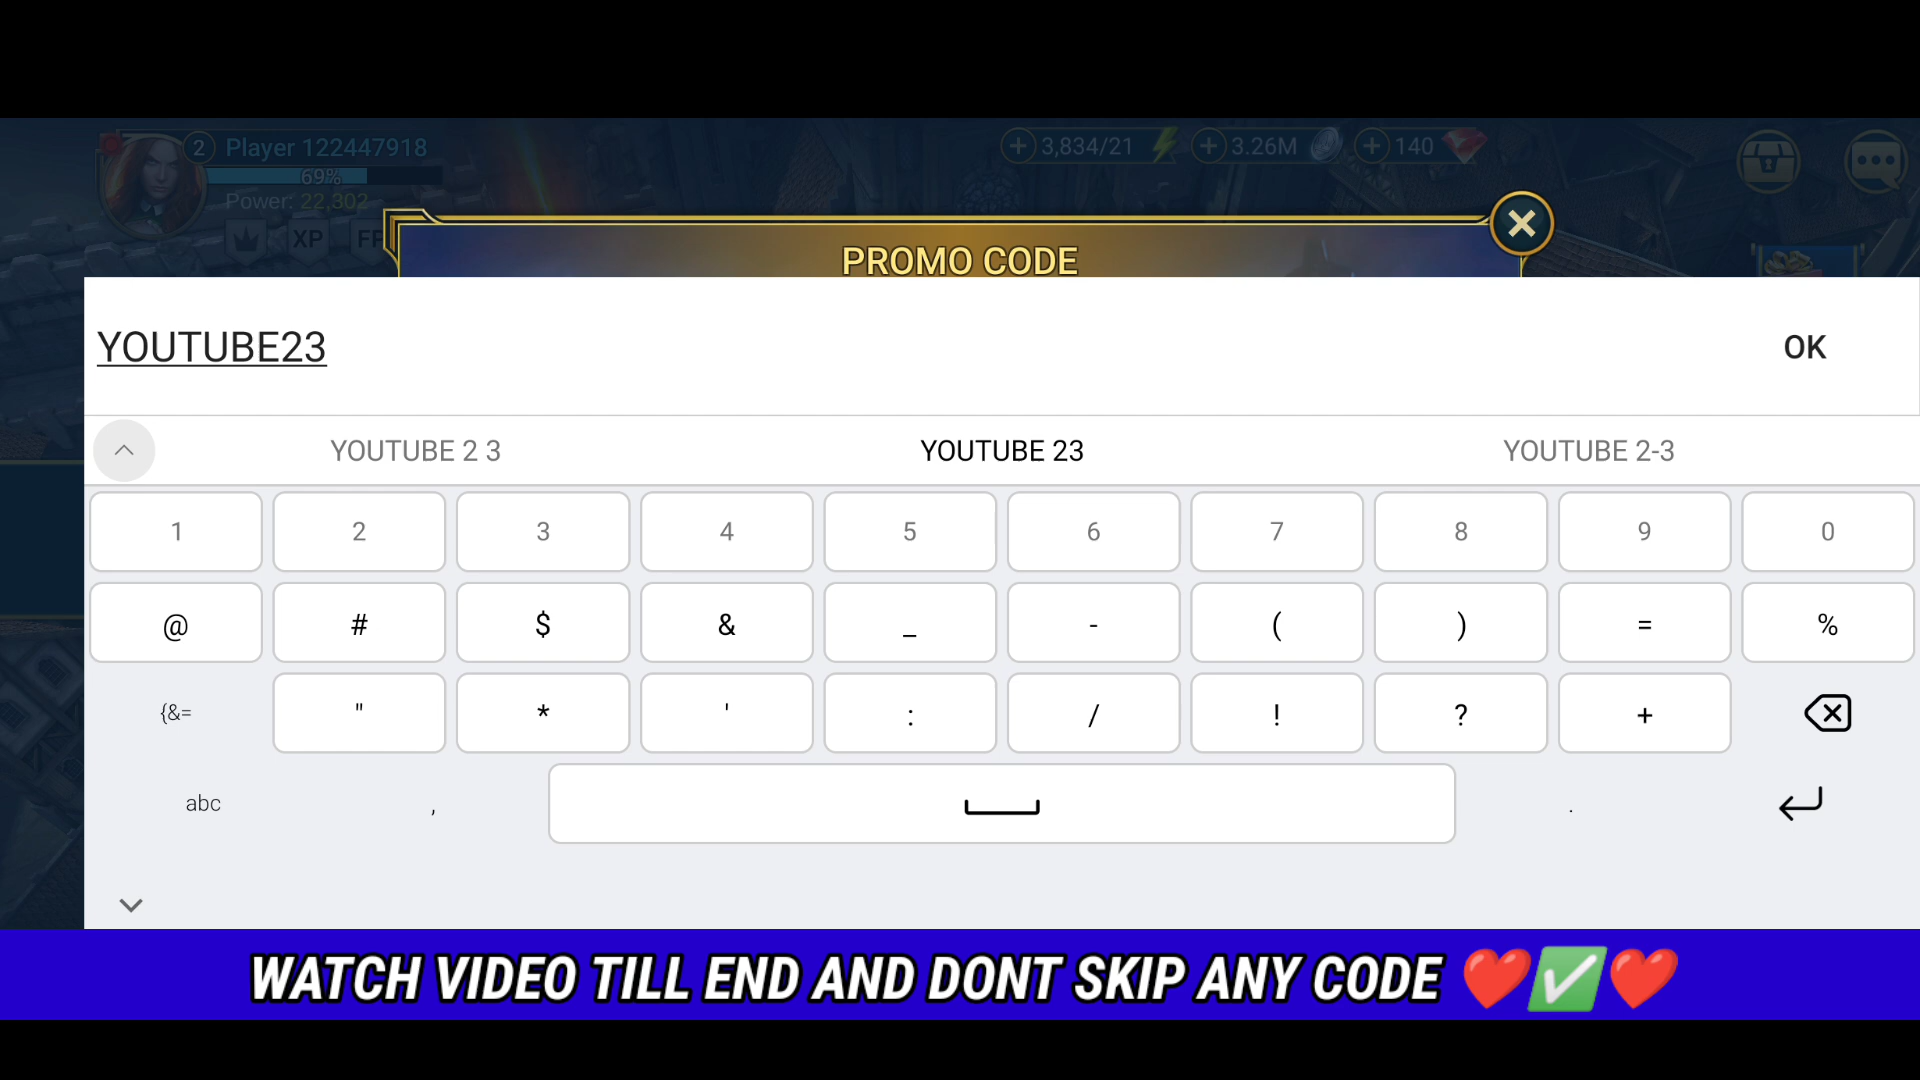 2 Player 122447918
69%
Power: 22,802
XP
3,834/21
3.26M
140
PROMO CODE
YOUTUBE23
OK
YOUTUBE 2 3
YOUTUBE 23
YOUTUBE 2-3
1 2 3 4 5 6 7 8 9 0
@ # $ & _ - ( ) = %
{&= " * ' : / ! ? +
abc , .
WATCH VIDEO TILL END AND DONT SKIP ANY CODE ❤️✅❤️